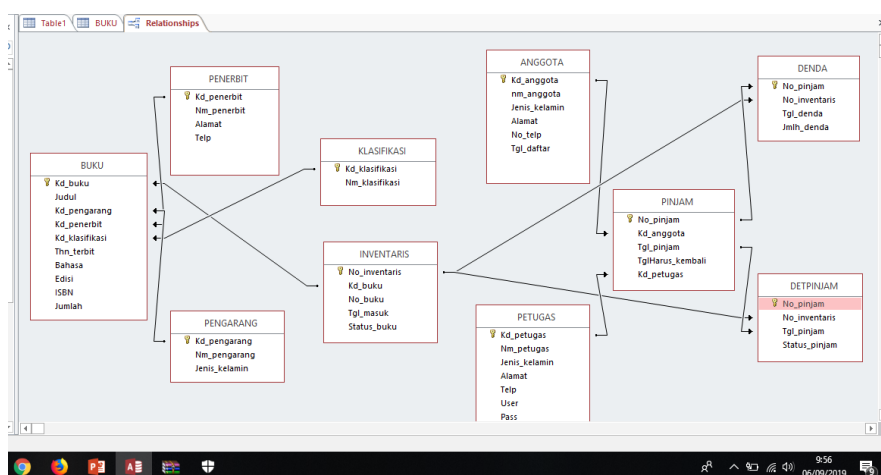 Table1 BUKU Relationships
PENERBIT
Kd_penerbit
Nm_penerbit
Alamat
Telp
BUKU
Kd_buku
Judul
Kd_pengarang
Kd_penerbit
Kd_klasifikasi
Thn_terbit
Bahasa
Edisi
ISBN
Jumlah
PENGARANG
Kd_pengarang
Nm_pengarang
Jenis_kelamin
KLASIFIKASI
Kd_klasifikasi
Nm_klasifikasi
INVENTARIS
No_inventaris
Kd_buku
No_buku
Tgl_masuk
Status_buku
ANGGOTA
Kd_anggota
nm_anggota
Jenis_kelamin
Alamat
No_telp
Tgl_daftar
PETUGAS
Kd_petugas
Nm_petugas
Jenis_kelamin
Alamat
Telp
User
Pass
PINJAM
No_pinjam
Kd_anggota
Tgl_pinjam
TglHarus_kembali
Kd_petugas
DENDA
No_pinjam
No_inventaris
Tgl_denda
Jmlh_denda
DETPINJAM
No_pinjam
No_inventaris
Tgl_pinjam
Status_pinjam
9:56
06/09/2019
9